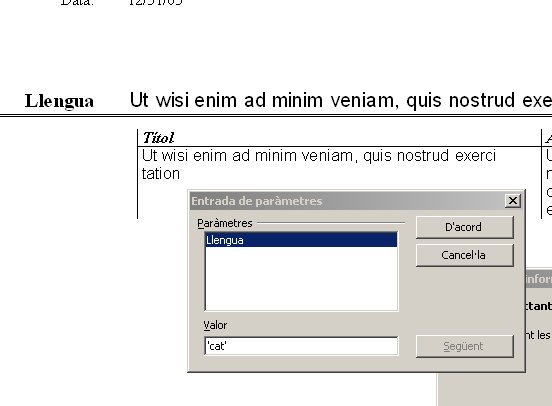 Data: 12/31/03
Llengua Ut wisi enim ad minim veniam, quis nostrud exe
Títol A
Ut wisi enim ad minim veniam, quis nostrud exerci
tation
Entrada de paràmetres
Paràmetres
Llengua
D'acord
Cancel·la
Valor
'cat'
Següent
infor
ctant
nt les